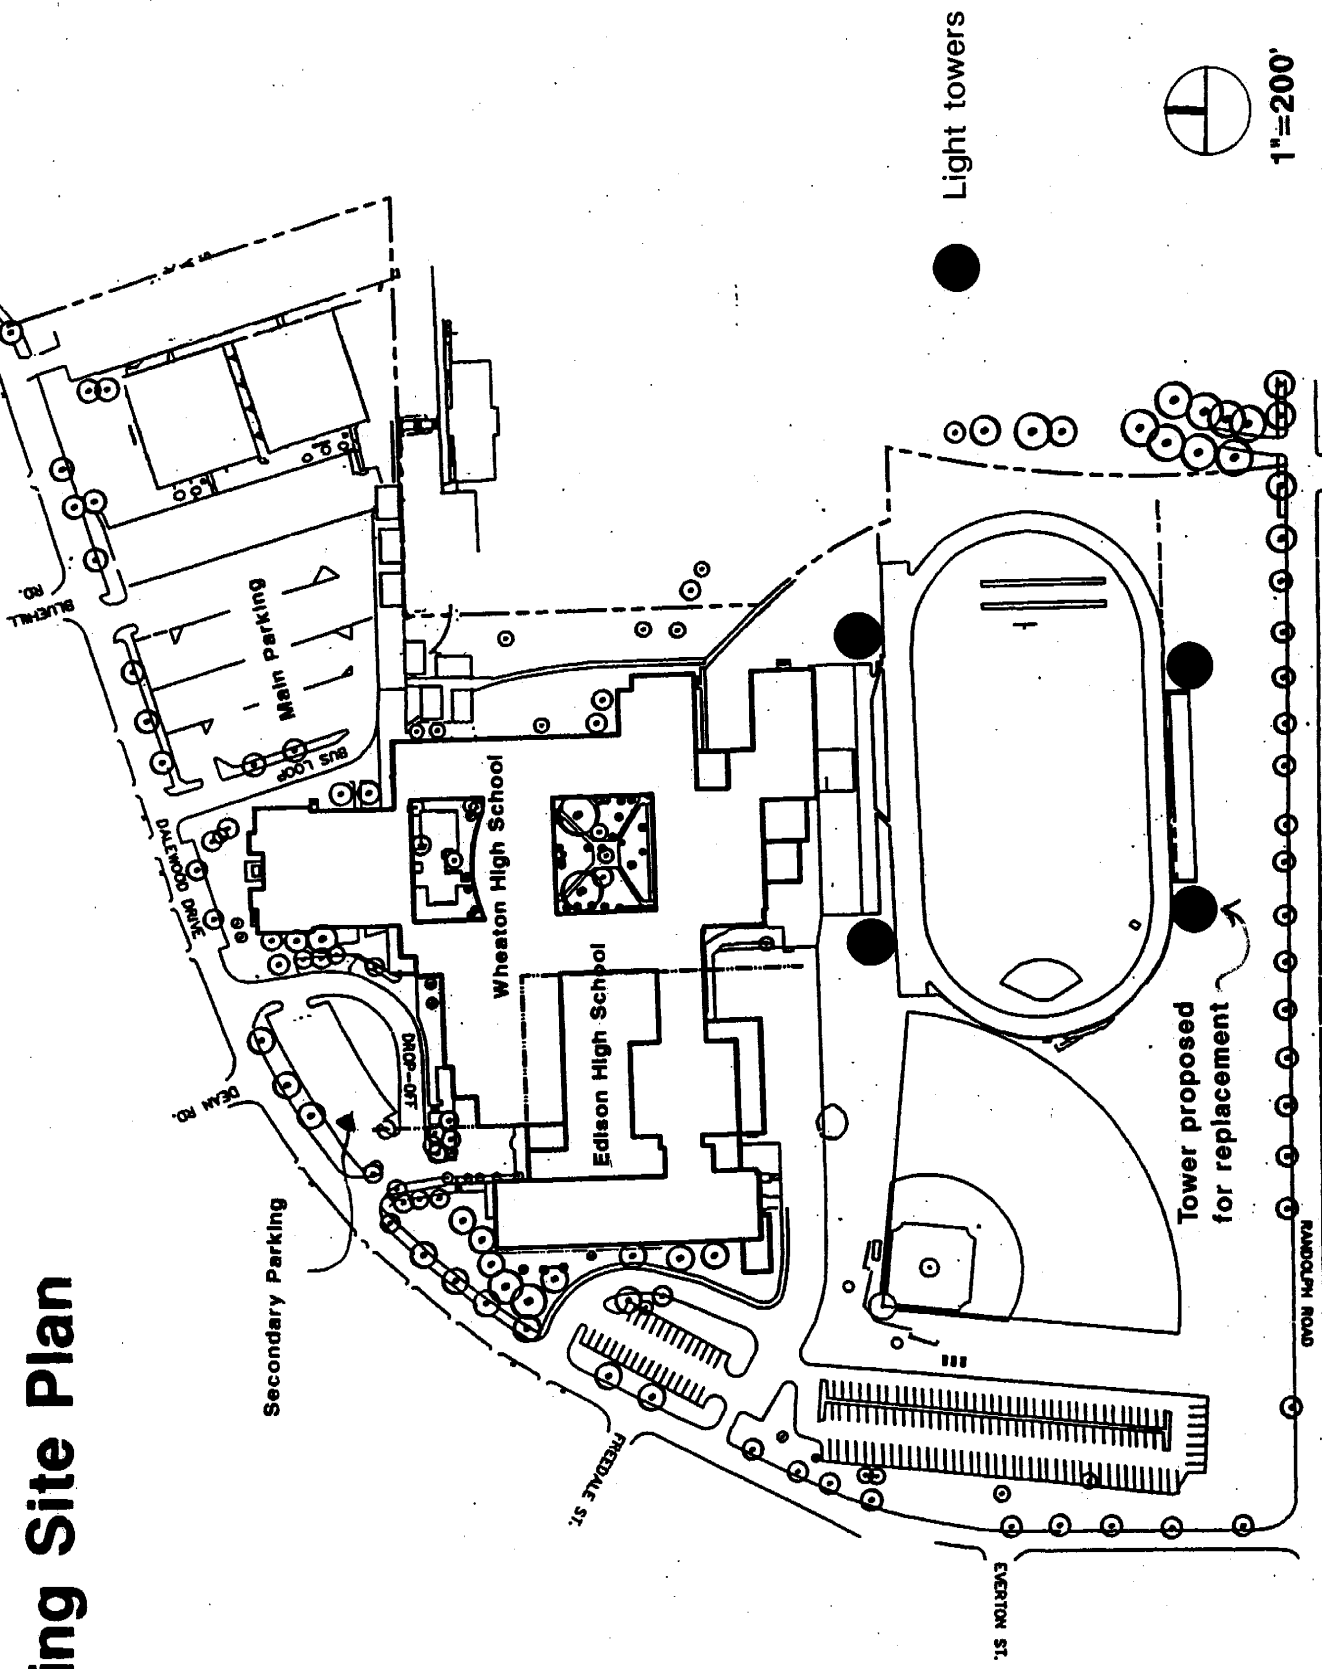 ing Site Plan
Light towers
1"=200'
BLUEHILL
RD.
Main Parking
BUS LOOP
DALEWOOD DRIVE
Wheaton High School
Edison High School
DROP-OFF
DEAN RD.
Secondary Parking
Tower proposed
for replacement
RANDOLPH ROAD
FREEDALE ST.
EVERTON ST.